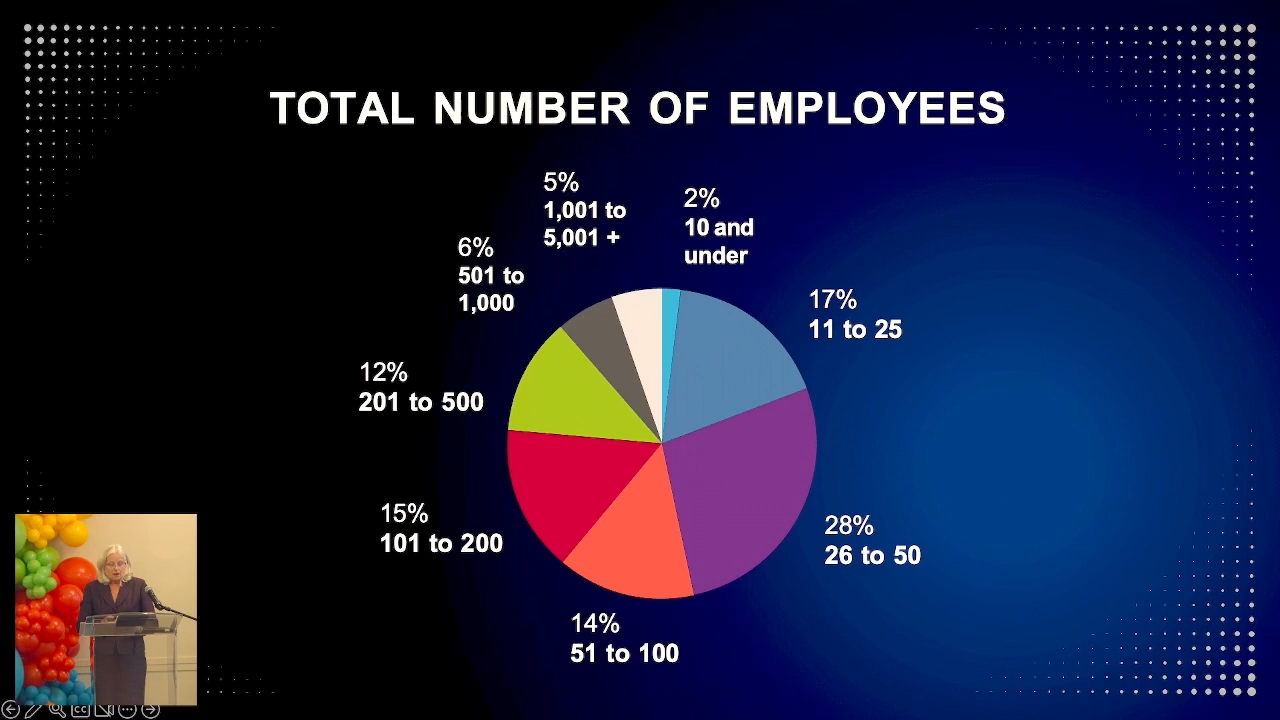 TOTAL NUMBER OF EMPLOYEES
5%
1,001 to
5,001 +
2%
10 and
under
6%
501 to
1,000
17%
11 to 25
12%
201 to 500
28%
26 to 50
15%
101 to 200
14%
51 to 100
CC